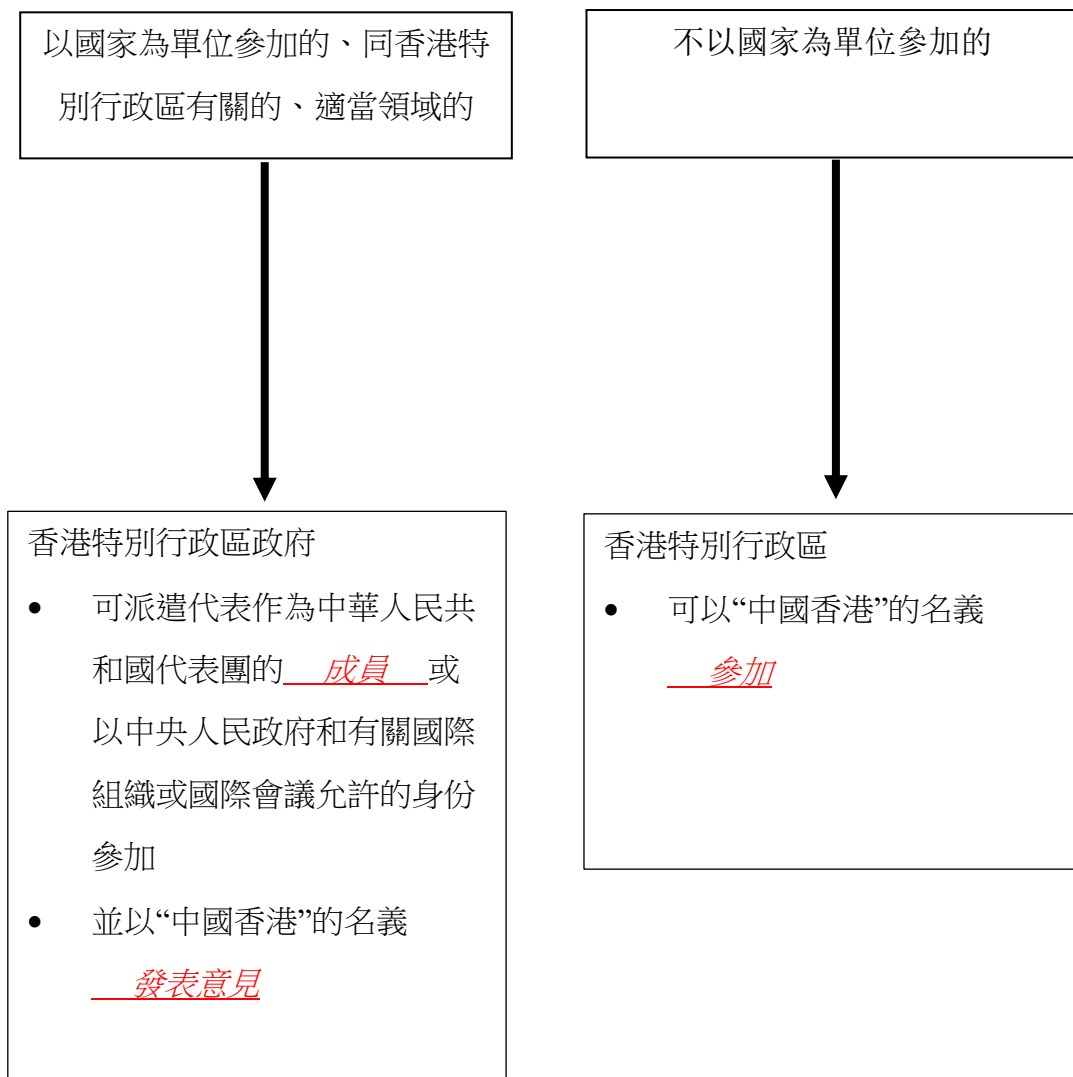 以國家為單位參加的、同香港特
別行政區有關的、適當領域的
不以國家為單位參加的
香港特別行政區政府
• 可派遣代表作為中華人民共
和國代表團的 成員 或
以中央人民政府和有關國際
組織或國際會議允許的身份
參加
• 並以“中國香港”的名義
發表意見
香港特別行政區
• 可以“中國香港”的名義
參加